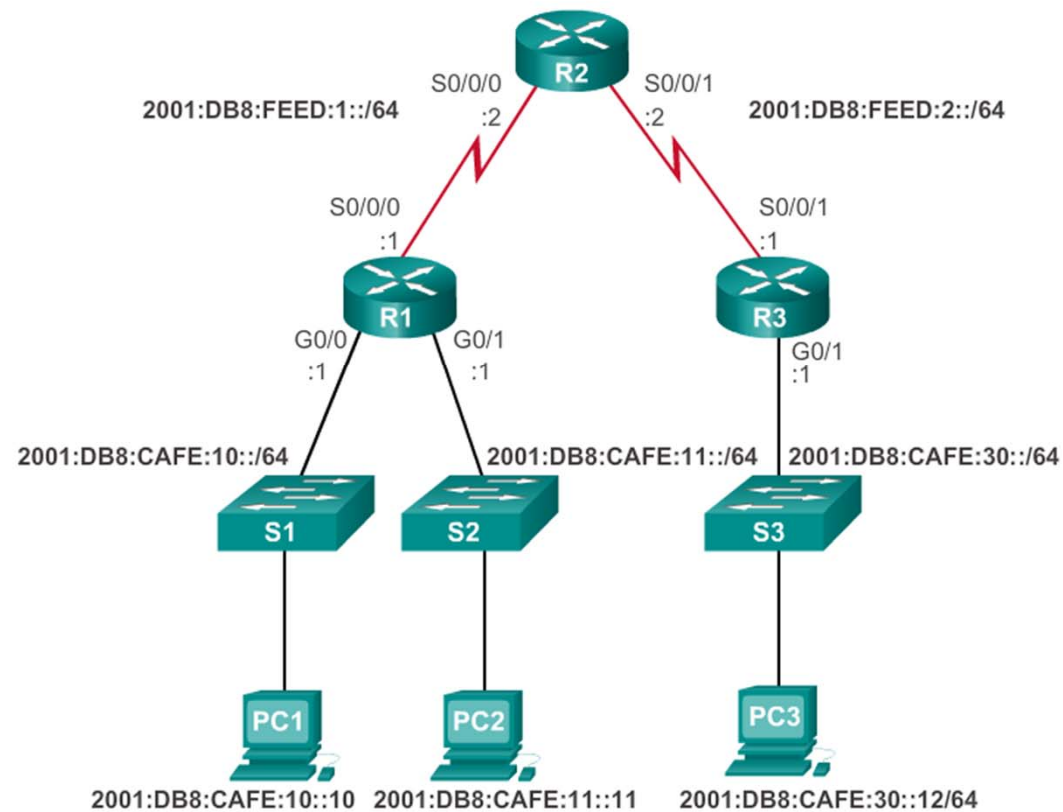 R2
S0/0/0
S0/0/1
2001:DB8:FEED:1::/64
:2
:2
2001:DB8:FEED:2::/64
S0/0/0
S0/0/1
:1
:1
R1
R3
G0/0
G0/1
G0/1
:1
:1
:1
2001:DB8:CAFE:10::/64
2001:DB8:CAFE:11::/64
2001:DB8:CAFE:30::/64
S1
S2
S3
PC1
PC2
PC3
2001:DB8:CAFE:10::10
2001:DB8:CAFE:11::11
2001:DB8:CAFE:30::12/64